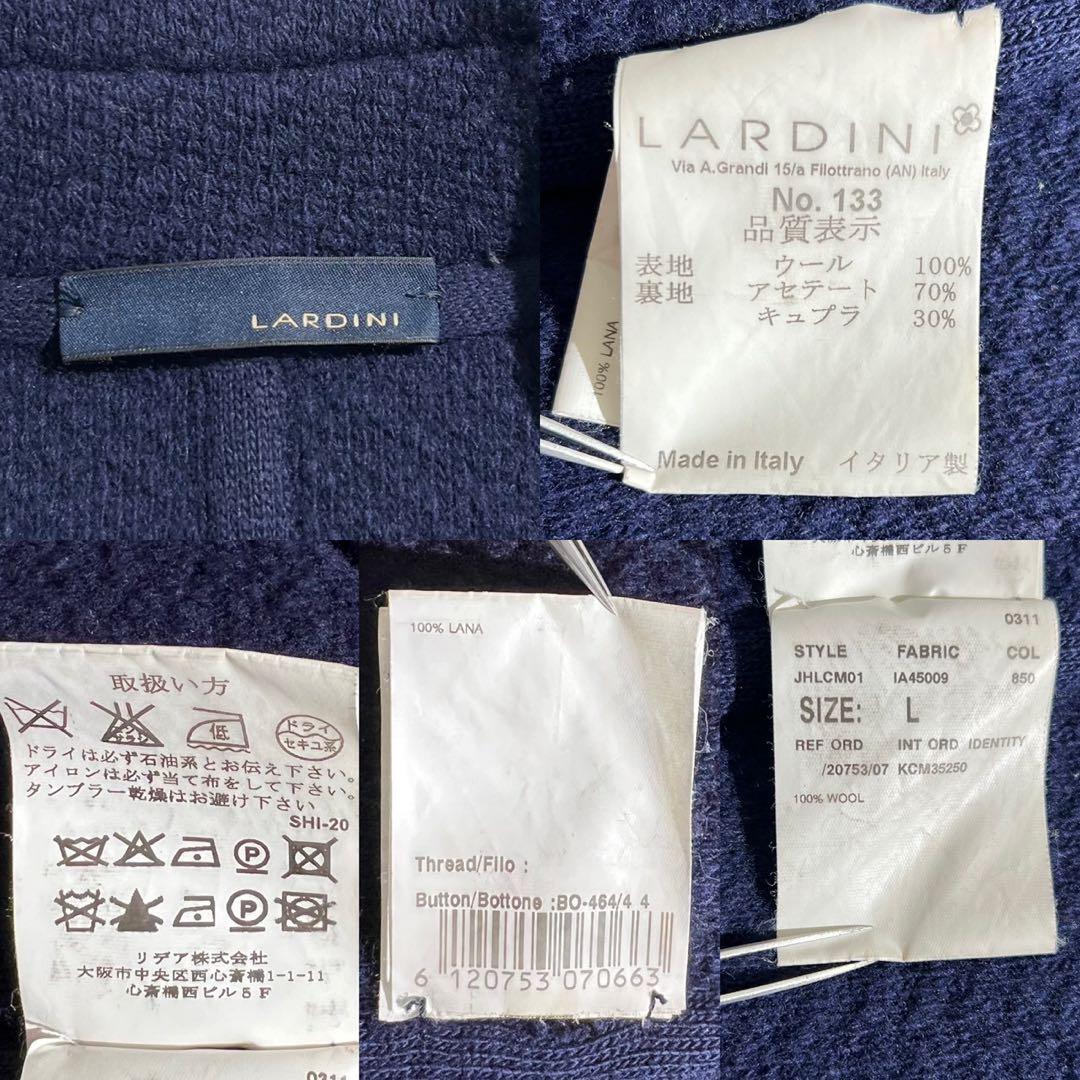 LARDINI
LARDINI
Via A.Grandi 15/a Filottrano (AN) Italy
No. 133
品質表示
表地 ウール 100%
裏地 アセテート 70%
キュプラ 30%
Made in Italy イタリア製
100% LANA
取扱い方
低
ドライ
セキユ系
ドライは必ず石油系とお伝え下さい。
アイロンは必ず当て布をして下さい。
タンブラー乾燥はお避け下さい
SHI-20
P
P
リデア株式会社
大阪市中央区西心斎橋1-1-11
心斎橋西ビル5F
0311
100% LANA
Thread/Filo :
Button/Bottone :BO-464/4 4
6 120753 070663
心斎橋西ビル5F
0311
STYLE FABRIC COL
JHLCM01 IA45009 850
SIZE: L
REF ORD INT ORD IDENTITY
/20753/07 KCM35250
100% WOOL